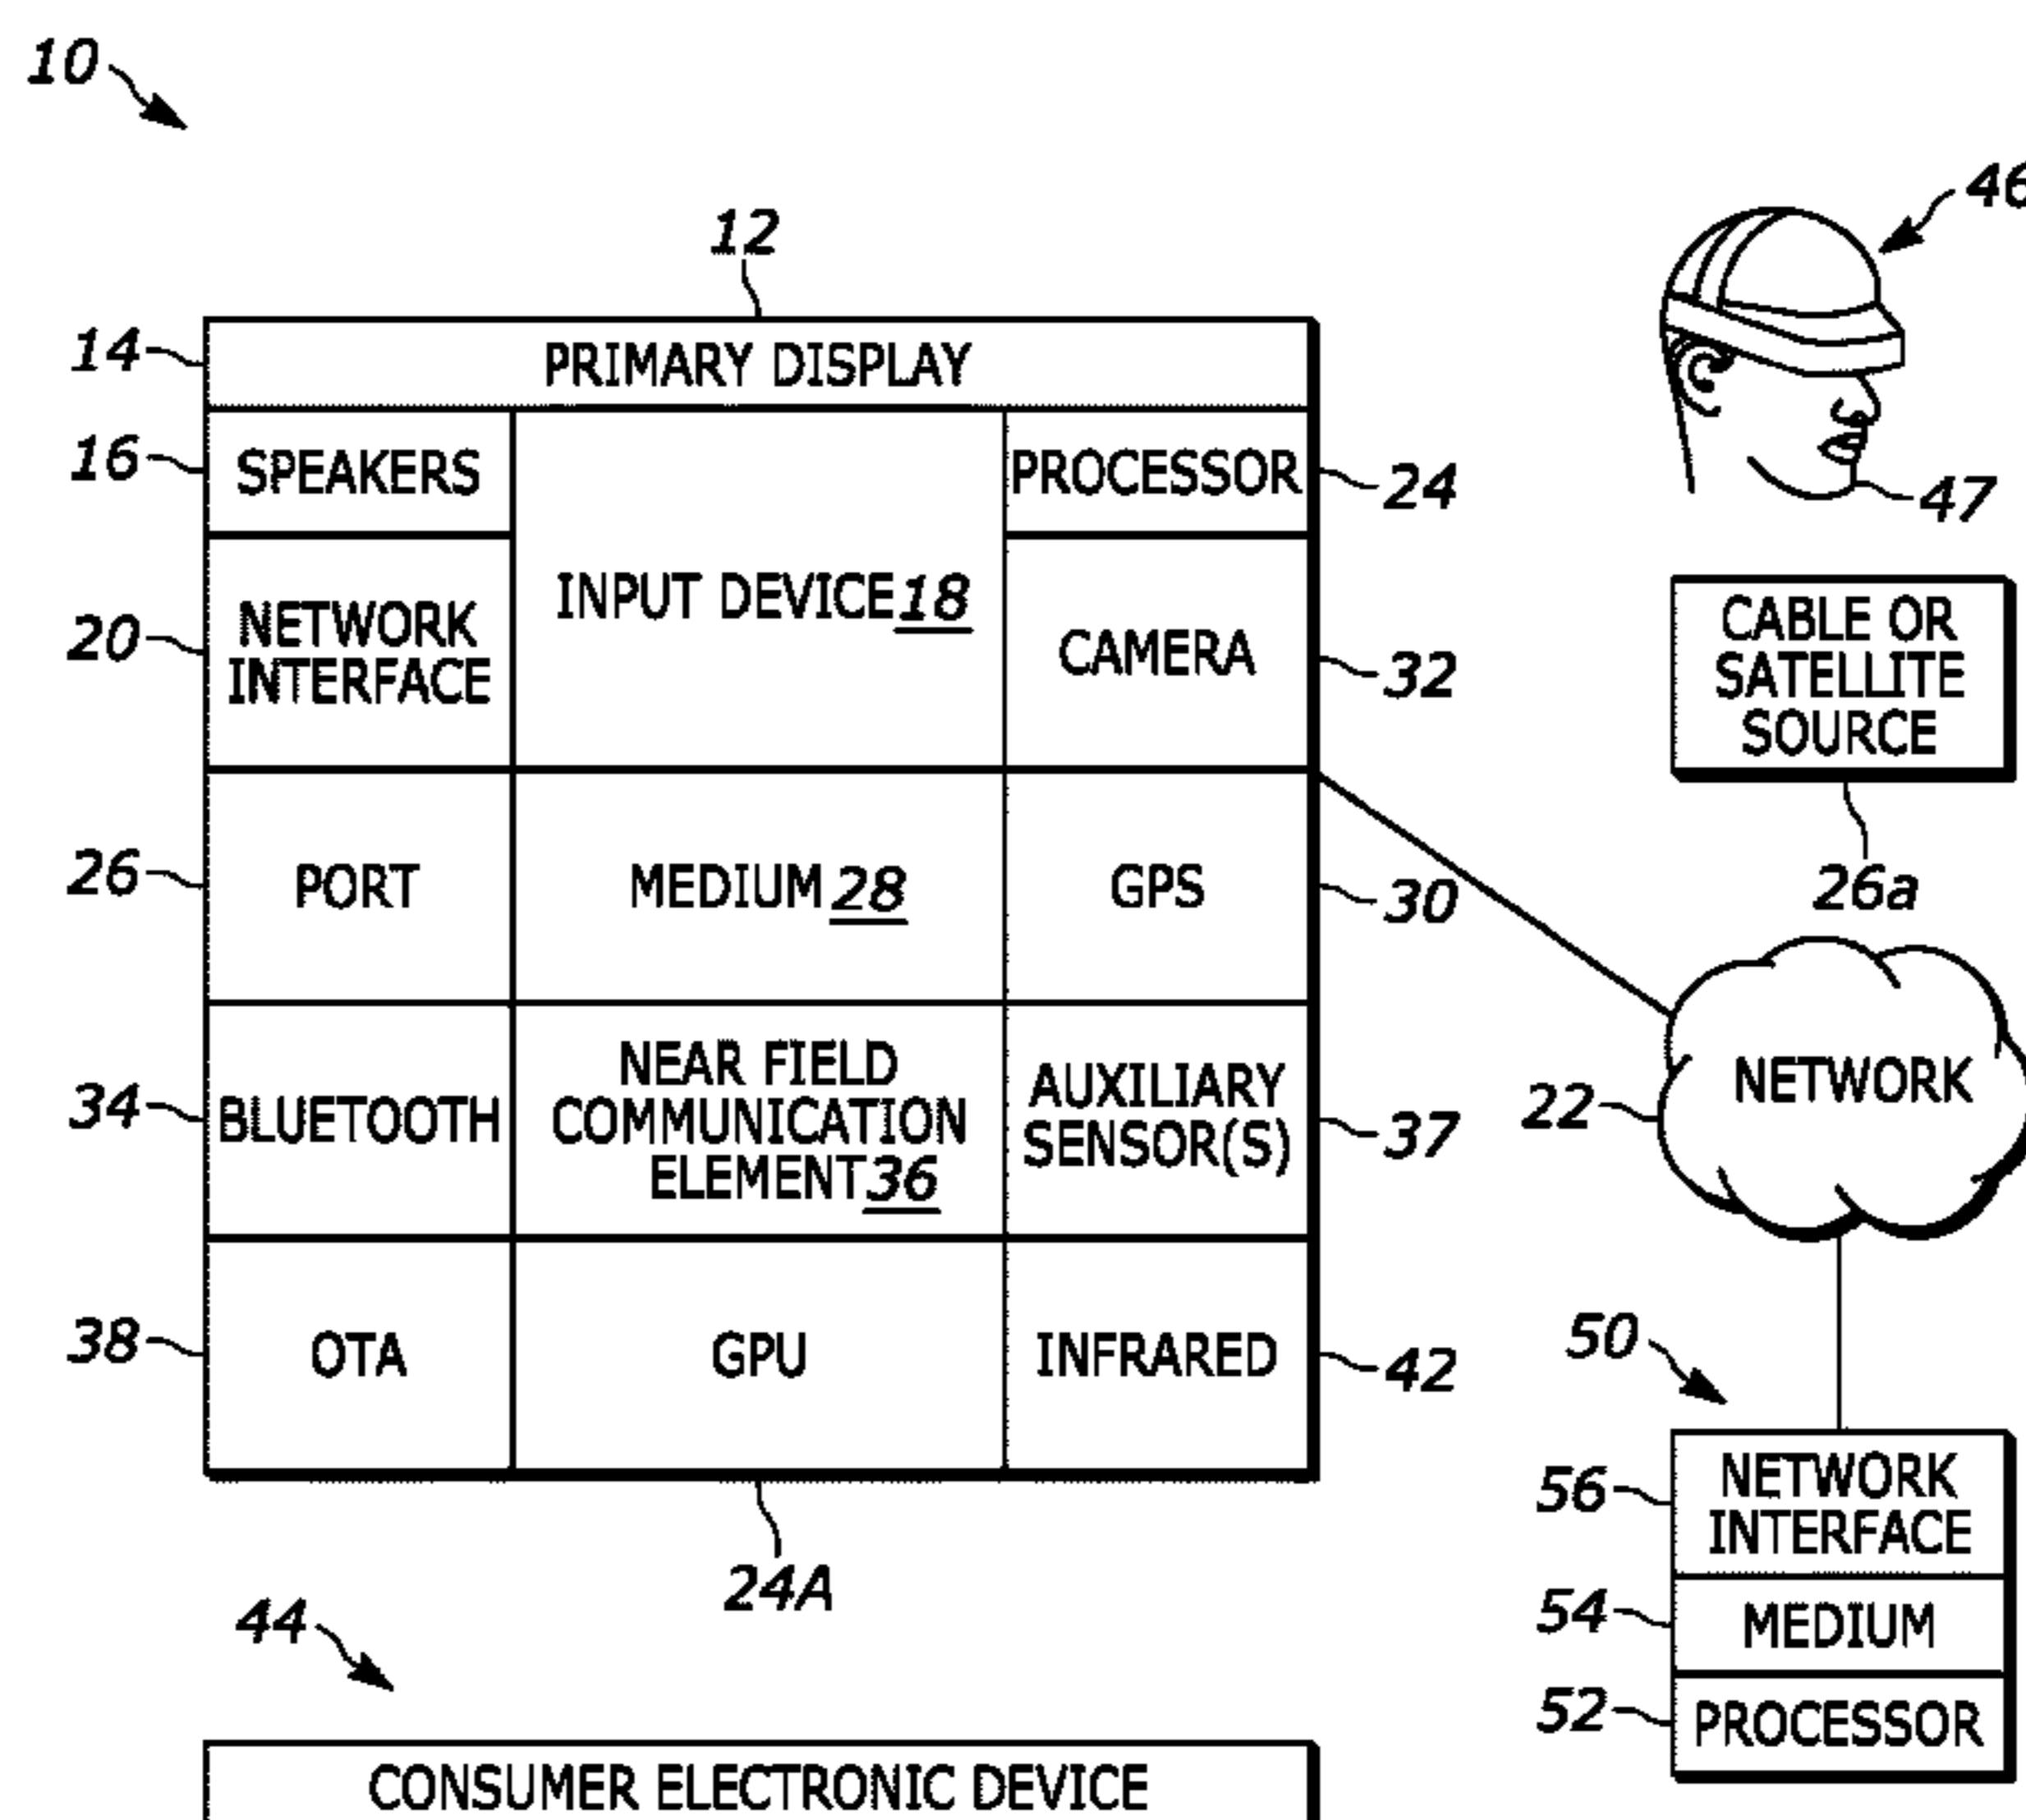 10
46
12
14
PRIMARY DISPLAY
16
SPEAKERS
PROCESSOR
24
47
INPUT DEVICE 18
20
NETWORK
INTERFACE
CAMERA
32
CABLE OR
SATELLITE
SOURCE
26a
26
PORT
MEDIUM 28
GPS
30
NETWORK
22
34
BLUETOOTH
NEAR FIELD
COMMUNICATION
ELEMENT 36
AUXILIARY
SENSOR(S)
37
38
OTA
GPU
INFRARED
42
24A
50
56
NETWORK
INTERFACE
54
MEDIUM
52
PROCESSOR
44
CONSUMER ELECTRONIC DEVICE